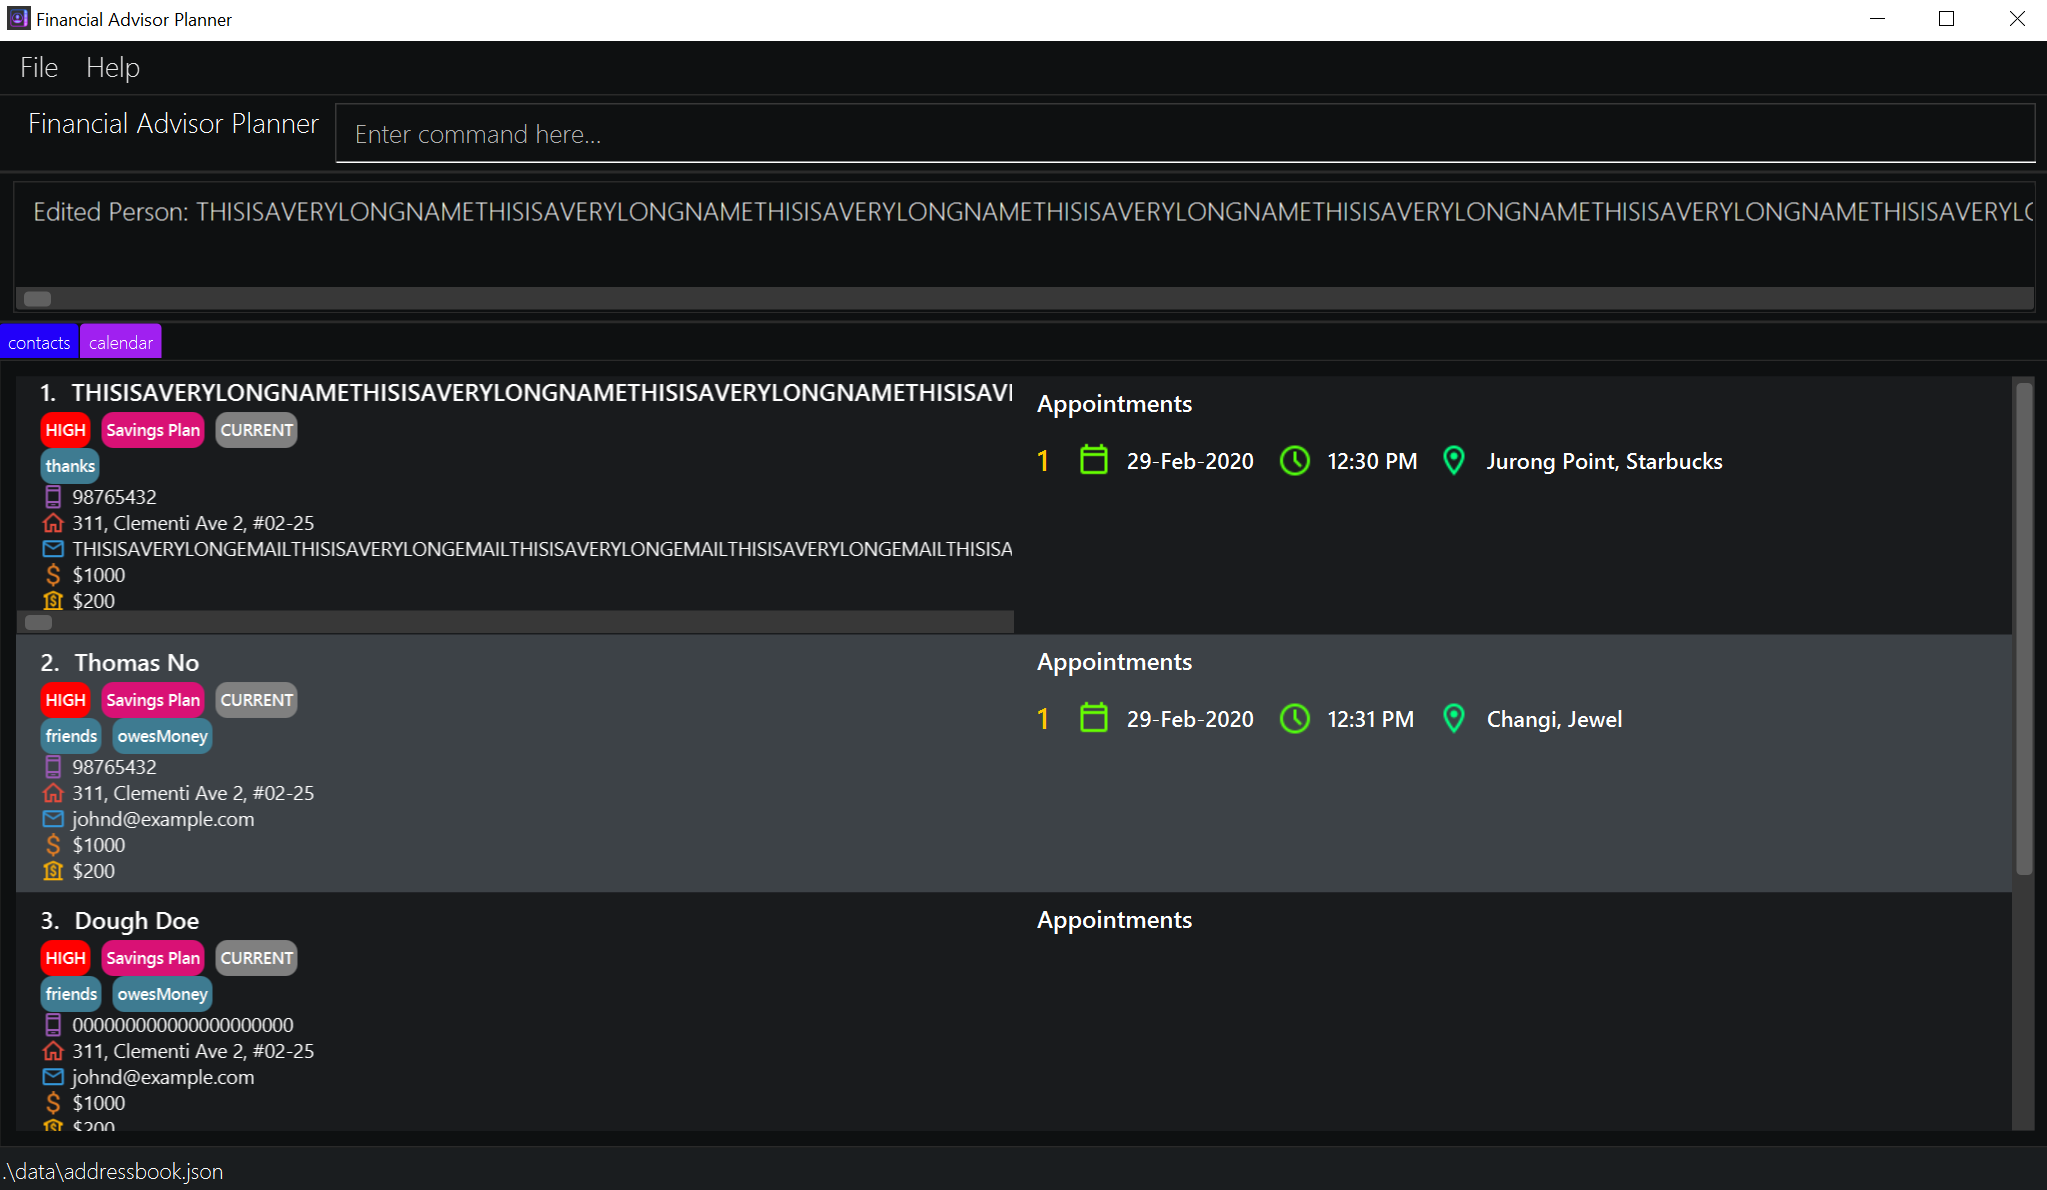 Financial Advisor Planner
File Help
Financial Advisor Planner Enter command here...
Edited Person: THISISAVERYLONGNAMETHISISAVERYLONGNAMETHISISAVERYLONGNAMETHISISAVERYLONGNAMETHISISAVERYLONGNAMETHISISAVERYLONGNAMETHISISAVERYLO
contacts calendar
1. THISISAVERYLONGNAMETHISISAVERYLONGNAMETHISISAVERYLONGNAMETHISISAVE
HIGH Savings Plan CURRENT
thanks
98765432
311, Clementi Ave 2, #02-25
THISISAVERYLONGEMAILTHISISAVERYLONGEMAILTHISISAVERYLONGEMAILTHISISAVERYLONGEMAILTHISISA
$1000
$200
Appointments
1 29-Feb-2020 12:30 PM Jurong Point, Starbucks
2. Thomas No
HIGH Savings Plan CURRENT
friends owesMoney
98765432
311, Clementi Ave 2, #02-25
johnd@example.com
$1000
$200
Appointments
1 29-Feb-2020 12:31 PM Changi, Jewel
3. Dough Doe
HIGH Savings Plan CURRENT
friends owesMoney
000000000000000000000
311, Clementi Ave 2, #02-25
johnd@example.com
$1000
$200
Appointments
.\data\addressbook.json